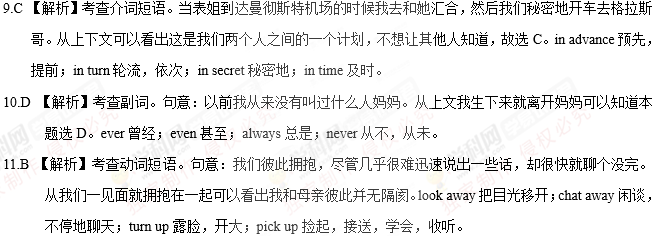 9.C 【解析】考查介词短语。当表姐到达曼彻斯特机场的时候我去和她汇合，然后我们秘密地开车去格拉斯
哥。从上下文可以看出这是我们两个人之间的一个计划，不想让其他人知道，故选 C。in advance 预先，
提前；in turn 轮流，依次；in secret 秘密地；in time 及时。
10.D 【解析】考查副词。句意：以前我从来没有叫过什么人妈妈。从上文我生下来就离开妈妈可以知道本
题选 D。ever 曾经；even 甚至；always 总是；never 从不，从未。
11.B 【解析】考查动词短语。句意：我们彼此拥抱，尽管几乎很难迅速说出一些话，却很快就聊个没完。
从我们一见面就拥抱在一起可以看出我和母亲彼此并无隔阂。look away 把目光移开；chat away 闲谈，
不停地聊天；turn up 露脸，开大；pick up 捡起，接送，学会，收听。